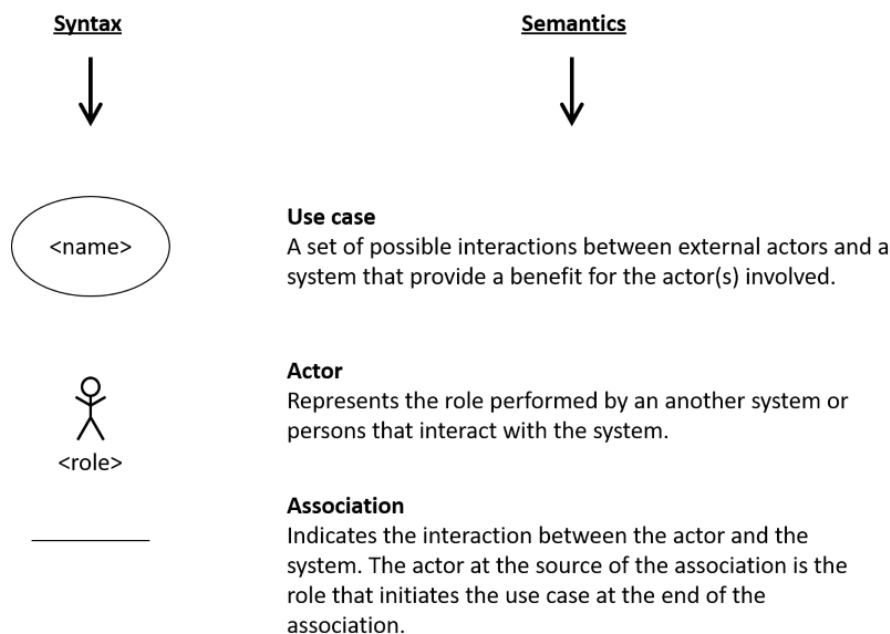 Syntax
Semantics
<name>
Use case
A set of possible interactions between external actors and a
system that provide a benefit for the actor(s) involved.
Actor
Represents the role performed by an another system or
persons that interact with the system.
<role>
Association
Indicates the interaction between the actor and the
system. The actor at the source of the association is the
role that initiates the use case at the end of the
association.